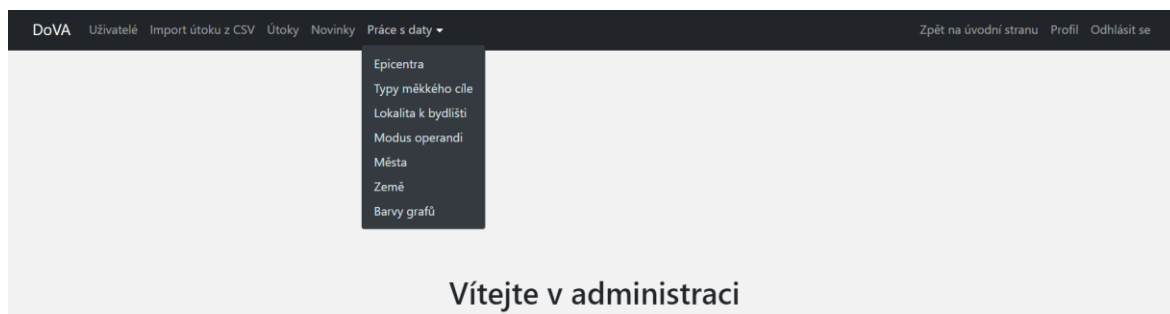 DoVA Uživatelé Import útoku z CSV Útoky Novinky Práce s daty Zpět na úvodní stranu Profil Odhlásit se
Epicentra
Typy měkkého cíle
Lokalita k bydlišti
Modus operandi
Města
Země
Barvy grafů
Vítejte v administraci